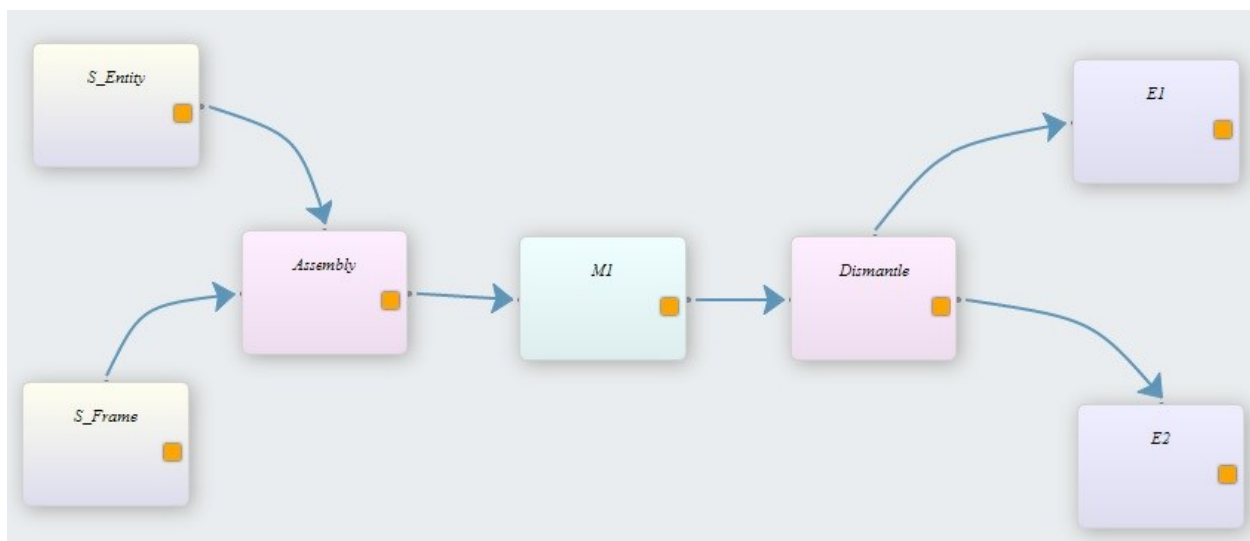 S_Entity
E1
Assembly
M1
Dismantle
S_Frame
E2